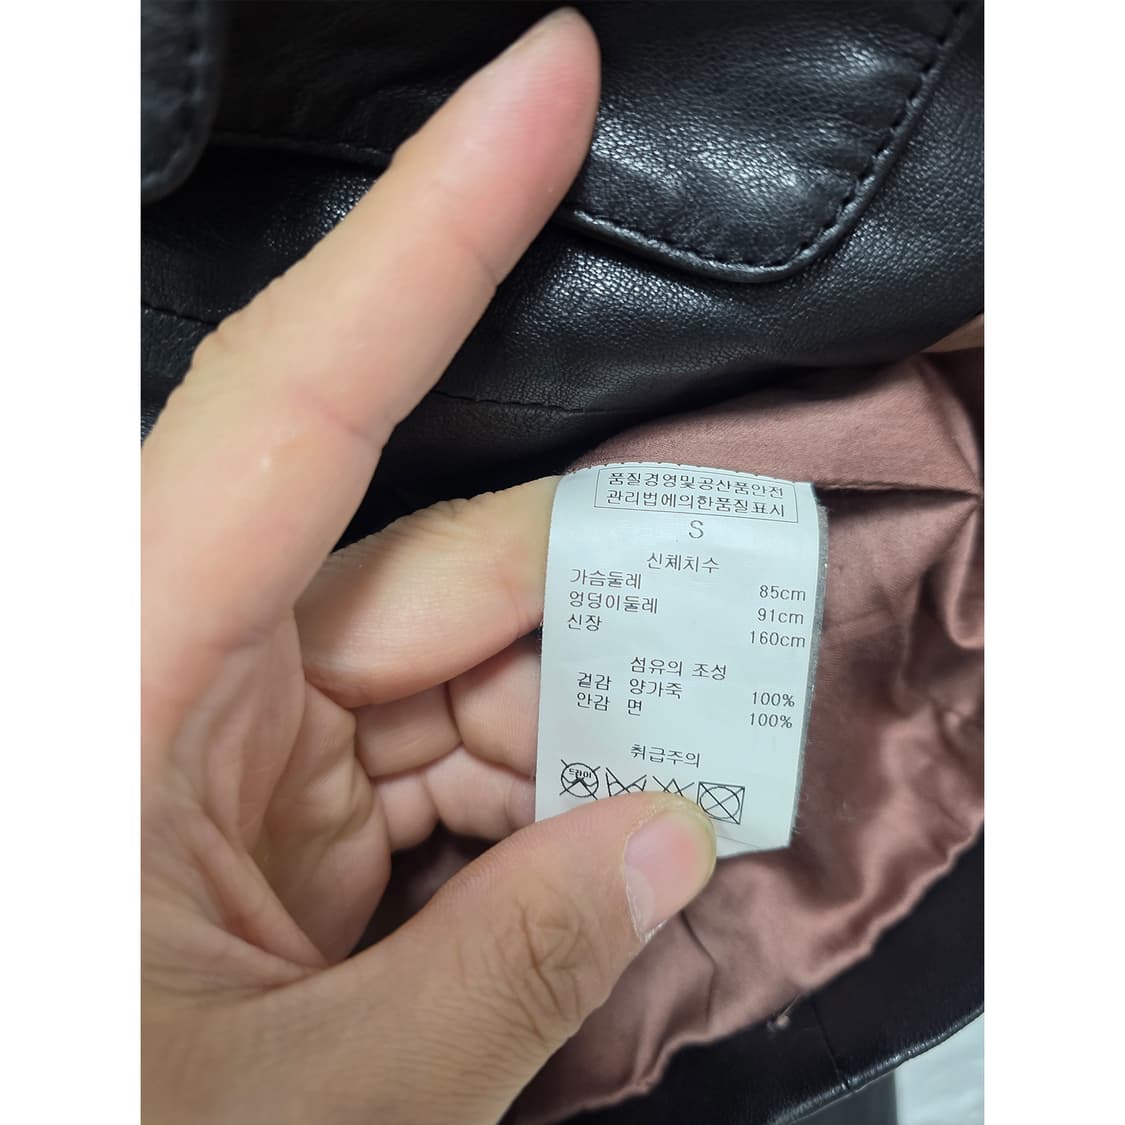 품질경영및공산품안전
관리법에의한품질표시
S
신체치수
가슴둘레 85cm
엉덩이둘레 91cm
신장 160cm
섬유의 조성
겉감 양가죽 100%
안감 면 100%
취급주의
드라이